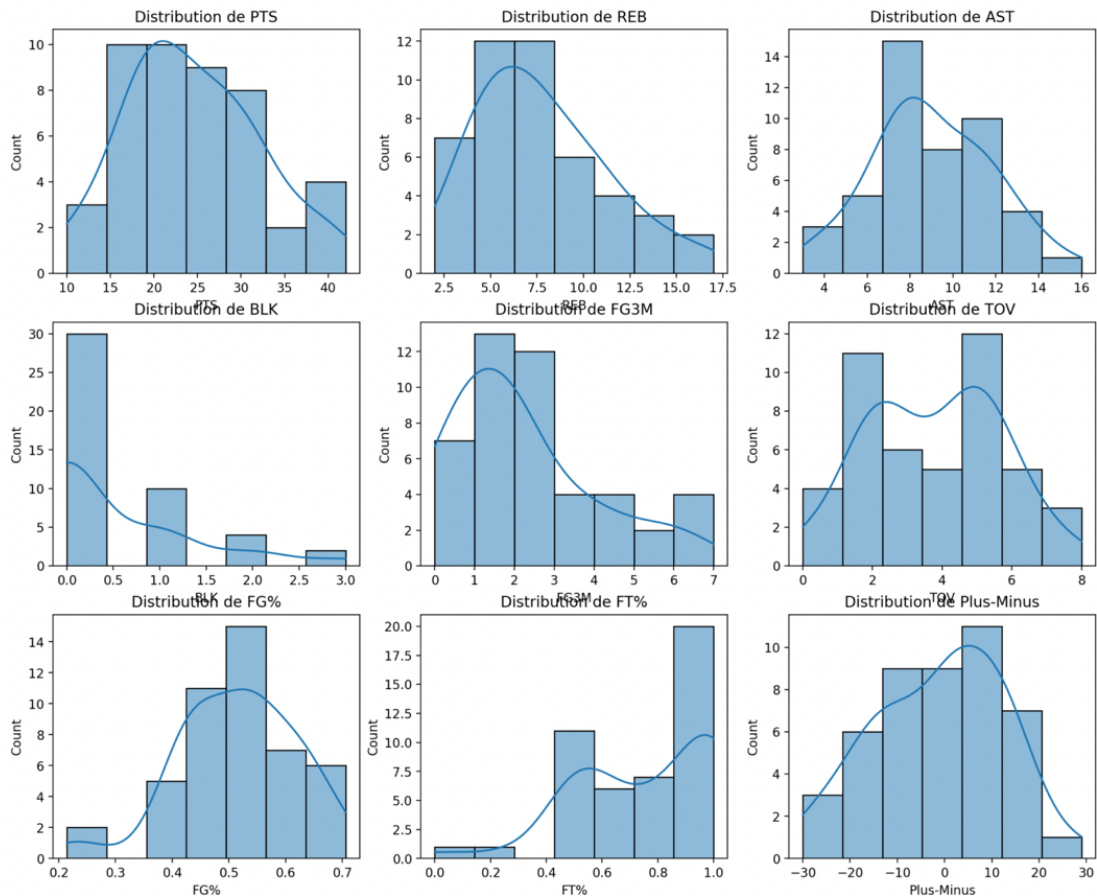 Distribution de PTS
Distribution de REB
Distribution de AST
Count
10
8
6
4
2
0
10 15 20 25 30 35 40
PTS
Count
12
10
8
6
4
2
0
2.5 5.0 7.5 10.0 12.5 15.0 17.5
REB
Count
14
12
10
8
6
4
2
0
4 6 8 10 12 14 16
AST
Distribution de BLK
Distribution de FG3M
Distribution de TOV
Count
30
25
20
15
10
5
0
0.0 0.5 1.0 1.5 2.0 2.5 3.0
BLK
Count
12
10
8
6
4
2
0
0 1 2 3 4 5 6 7
FG3M
Count
12
10
8
6
4
2
0
0 2 4 6 8
TOV
Distribution de FG%
Distribution de FT%
Distribution de Plus-Minus
Count
14
12
10
8
6
4
2
0
0.2 0.3 0.4 0.5 0.6 0.7
FG%
Count
20.0
17.5
15.0
12.5
10.0
7.5
5.0
2.5
0.0
0.0 0.2 0.4 0.6 0.8 1.0
FT%
Count
10
8
6
4
2
0
−30 −20 −10 0 10 20 30
Plus-Minus